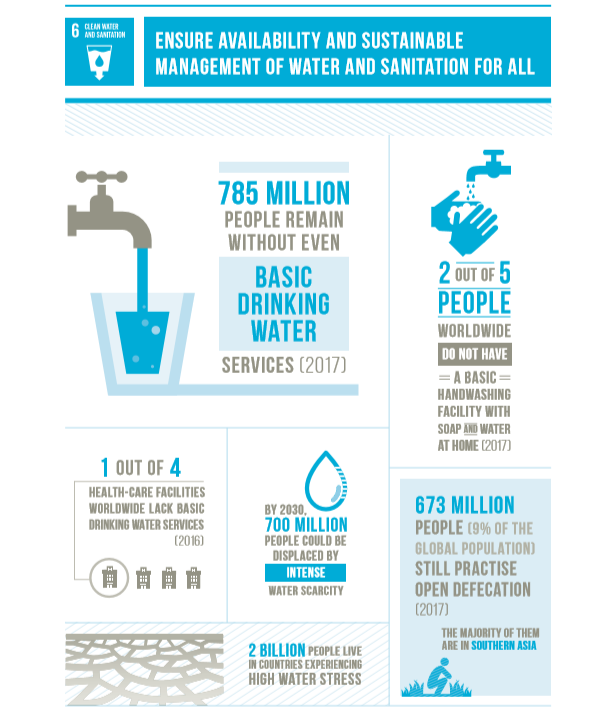 6 CLEAN WATER
AND SANITATION
ENSURE AVAILABILITY AND SUSTAINABLE
MANAGEMENT OF WATER AND SANITATION FOR ALL
785 MILLION
PEOPLE REMAIN
WITHOUT EVEN
BASIC
DRINKING
WATER
SERVICES (2017)
2 OUT OF 5
PEOPLE
WORLDWIDE
DO NOT HAVE
A BASIC
HANDWASHING
FACILITY WITH
SOAP AND WATER
AT HOME (2017)
1 OUT OF 4
HEALTH-CARE FACILITIES
WORLDWIDE LACK BASIC
DRINKING WATER SERVICES
(2016)
BY 2030,
700 MILLION
PEOPLE COULD BE
DISPLACED BY
INTENSE
WATER SCARCITY
673 MILLION
PEOPLE (9% OF THE
GLOBAL POPULATION)
STILL PRACTISE
OPEN DEFECATION
(2017)
THE MAJORITY OF THEM
ARE IN SOUTHERN ASIA
2 BILLION PEOPLE LIVE
IN COUNTRIES EXPERIENCING
HIGH WATER STRESS